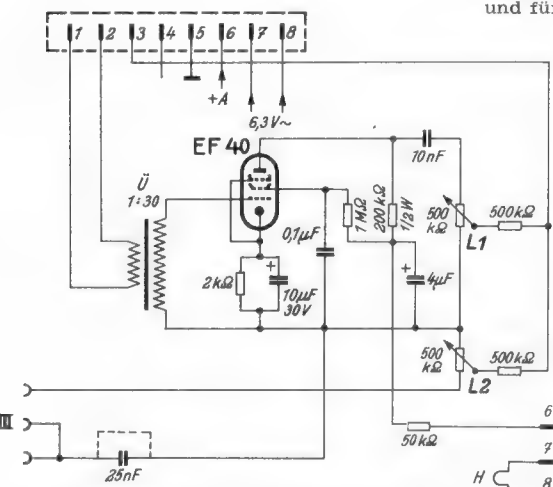 und für
1 2 3 4 5 6 7 8
+A
6,3V~
EF 40
10nF
Ü
1:30
0,1µF
1MΩ
200kΩ
1/2W
500
kΩ
500kΩ
L1
2kΩ
+
10µF
30V
+
4µF
500
kΩ
500kΩ
L2
III
25nF
50kΩ
6
7
H
8